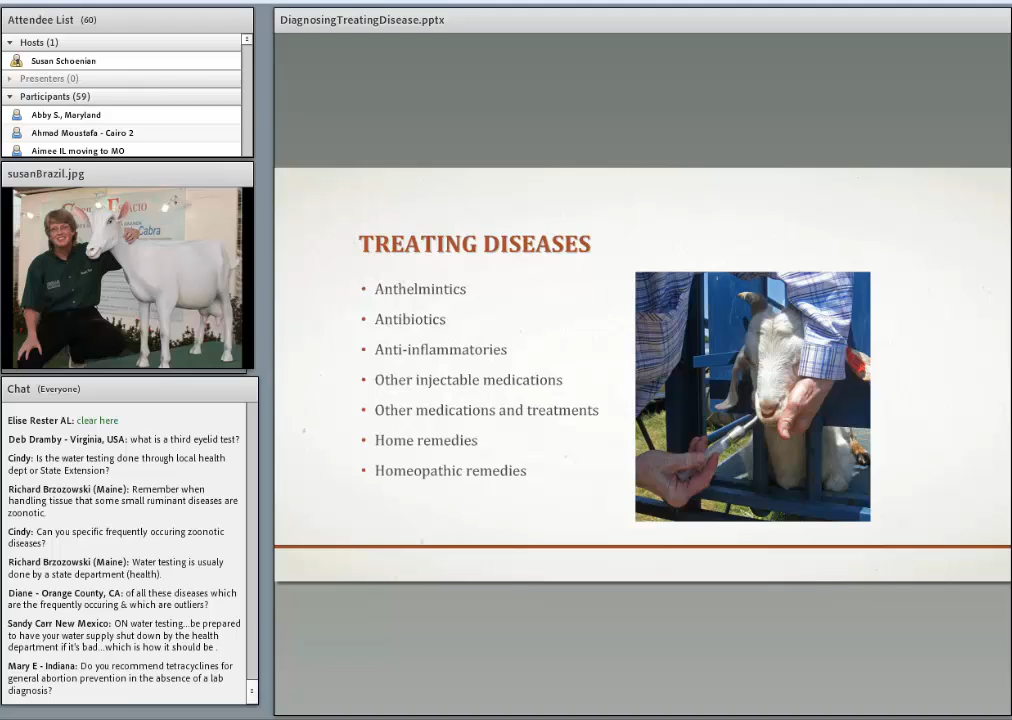 Attendee List (60)
Hosts (1)
Susan Schoenian
Presenters (0)
Participants (59)
Abby S., Maryland
Ahmad Moustafa - Cairo 2
Aimee IL moving to MO
susanBrazil.jpg
Cabra
Chat (Everyone)
Elise Rester AL: clear here
Deb Dramby - Virginia, USA: what is a third eyelid test?
Cindy: Is the water testing done through local health
dept or State Extension?
Richard Brzozowski (Maine): Remember when
handling tissue that some small ruminant diseases are
zoonotic.
Cindy: Can you specific frequently occuring zoonotic
diseases?
Richard Brzozowski (Maine): Water testing is usualy
done by a state department (health).
Diane - Orange County, CA: of all these diseases which
are the frequently occuring & which are outliers?
Sandy Carr New Mexico: ON water testing...be prepared
to have your water supply shut down by the health
department if it's bad...which is how it should be .
Mary E - Indiana: Do you recommend tetracyclines for
general abortion prevention in the absence of a lab
diagnosis?
DiagnosingTreatingDisease.pptx
TREATING DISEASES
• Anthelmintics
• Antibiotics
• Anti-inflammatories
• Other injectable medications
• Other medications and treatments
• Home remedies
• Homeopathic remedies